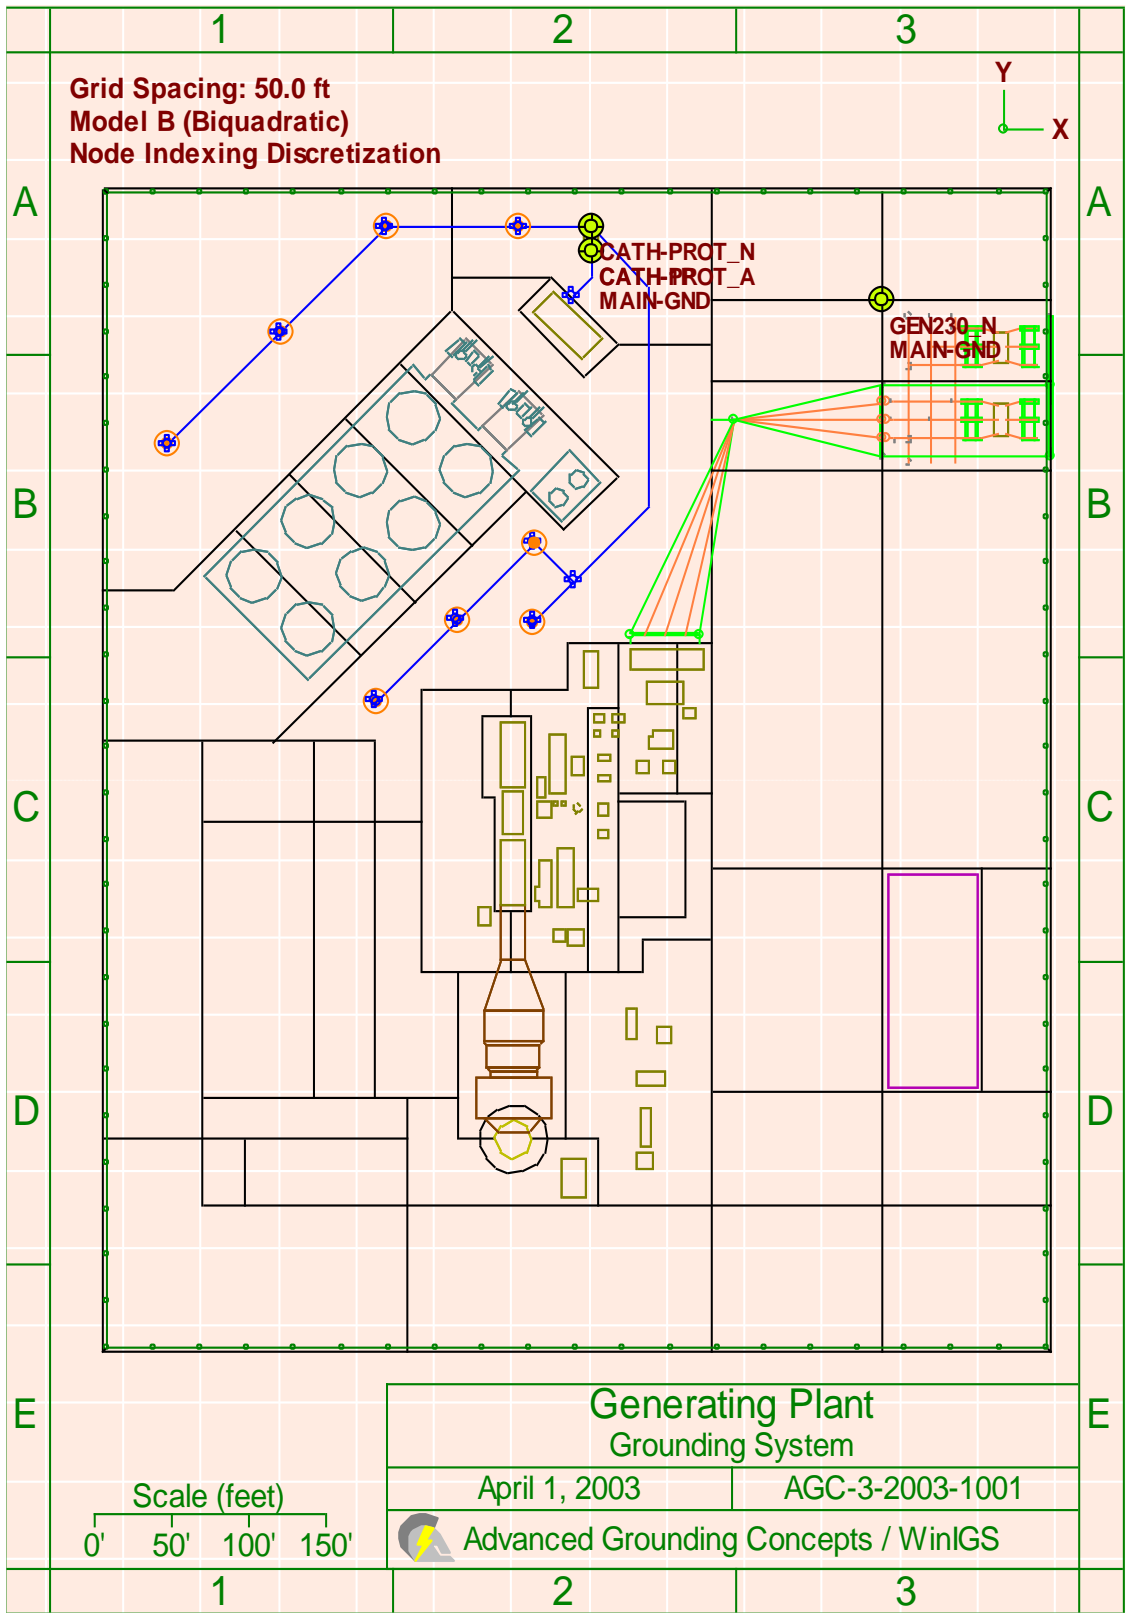 1 2 3
Grid Spacing: 50.0 ft
Model B (Biquadratic)
Node Indexing Discretization
Y
X
A A
CATH-PROT_N
CATH-PROT_A
MAIN-GND
GEN230_N
MAIN-GND
B B
C C
D D
E E
Generating Plant
Grounding System
April 1, 2003 AGC-3-2003-1001
Advanced Grounding Concepts / WinIGS
Scale (feet)
0' 50' 100' 150'
1 2 3